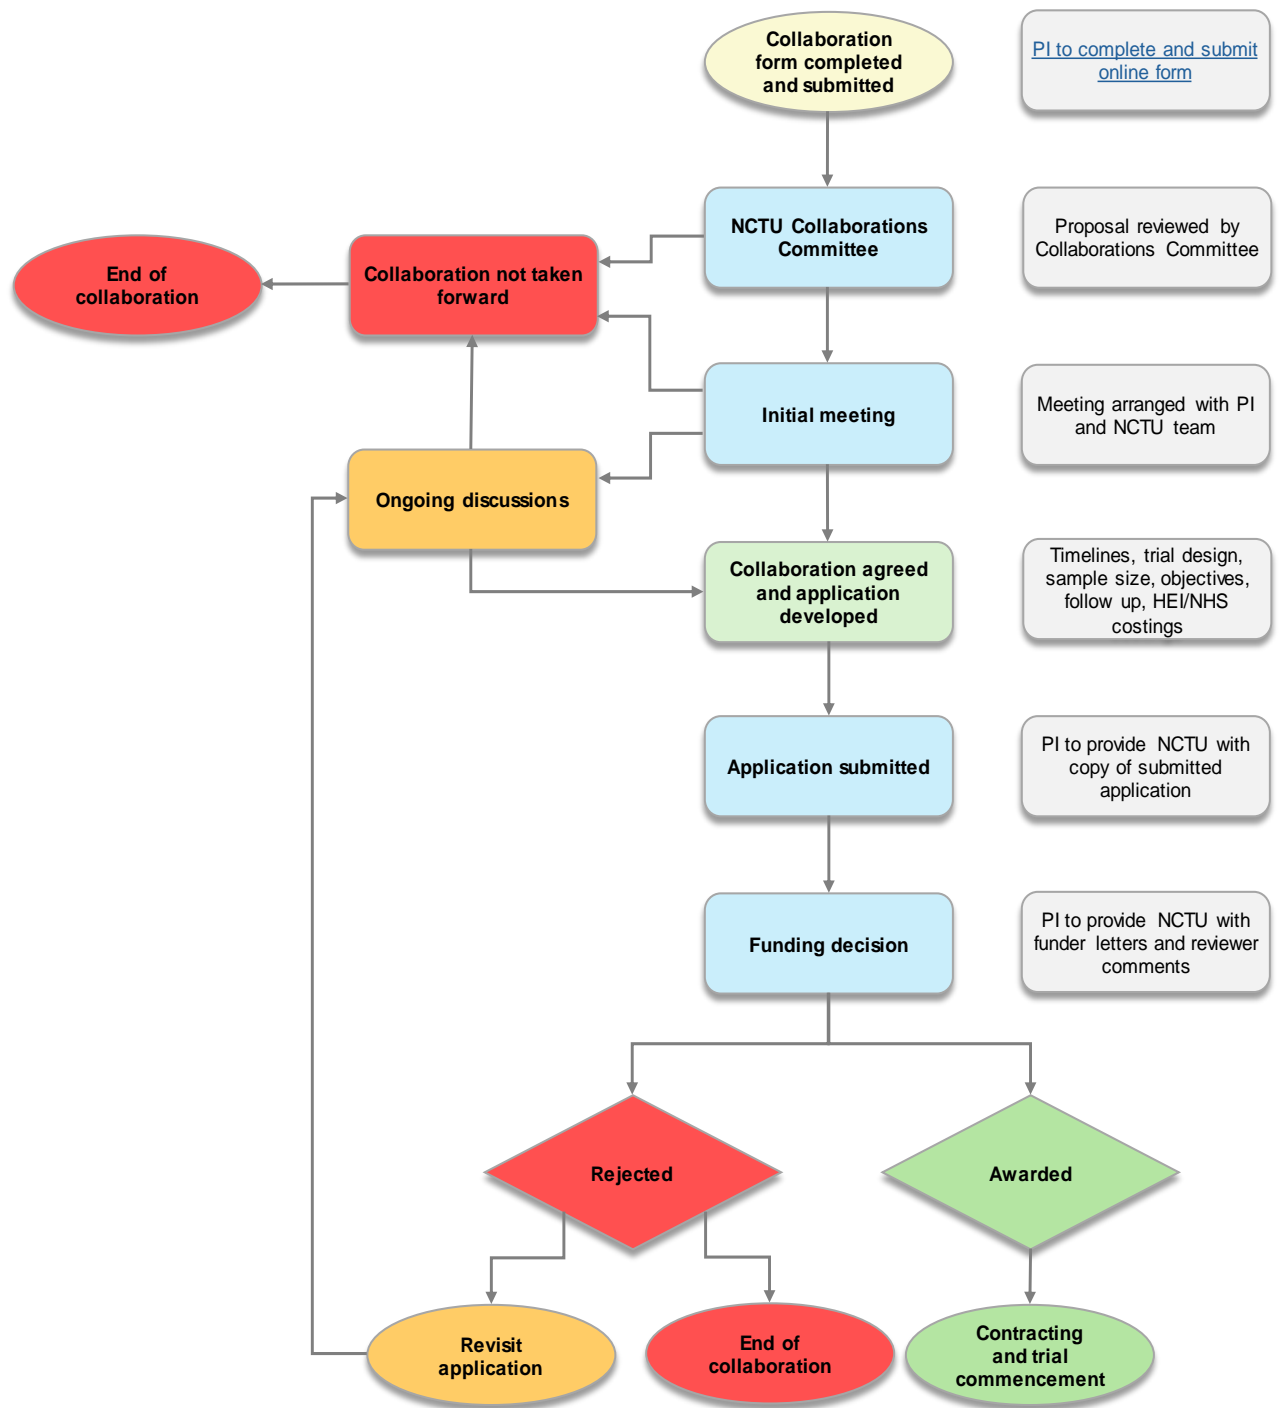 Collaboration
form completed
and submitted
PI to complete and submit
online form
NCTU Collaborations
Committee
Proposal reviewed by
Collaborations Committee
End of
collaboration
Collaboration not taken
forward
Initial meeting
Meeting arranged with PI
and NCTU team
Ongoing discussions
Collaboration agreed
and application
developed
Timelines, trial design,
sample size, objectives,
follow up, HEI/NHS
costings
Application submitted
PI to provide NCTU with
copy of submitted
application
Funding decision
PI to provide NCTU with
funder letters and reviewer
comments
Rejected
Awarded
Revisit
application
End of
collaboration
Contracting
and trial
commencement